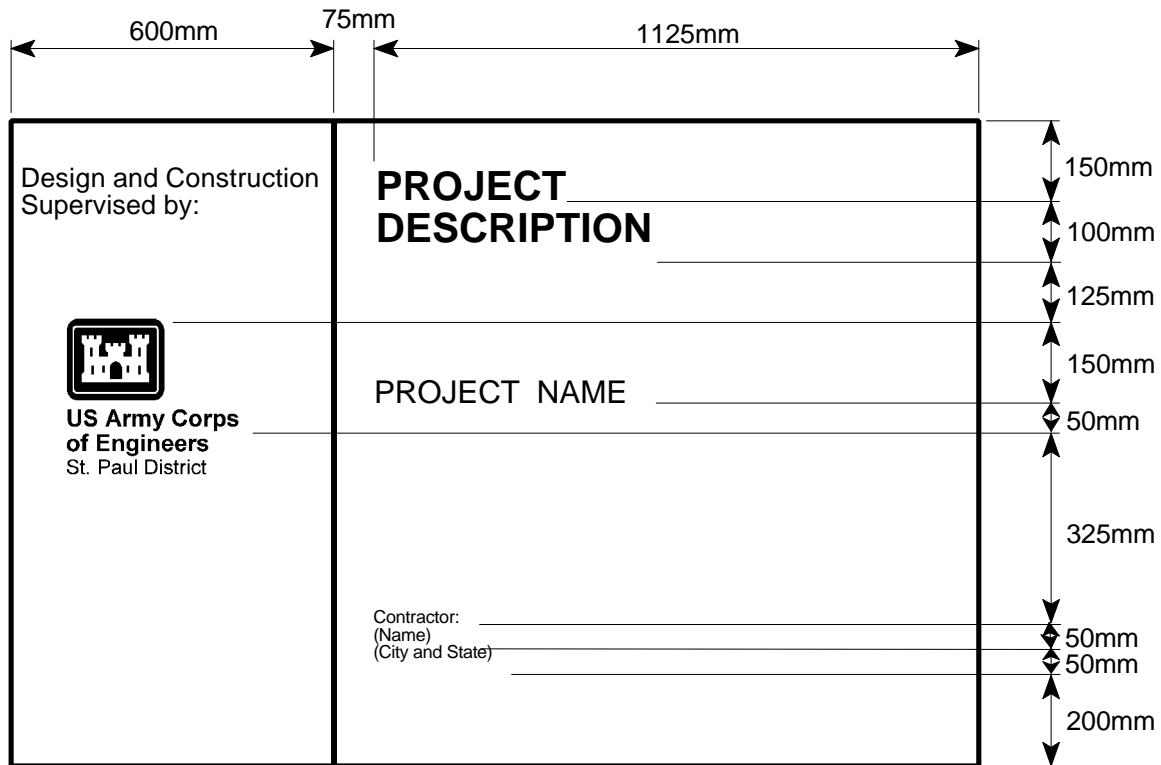 600mm
75mm
1125mm
Design and Construction
Supervised by:
PROJECT
DESCRIPTION
US Army Corps
of Engineers
St. Paul District
PROJECT NAME
Contractor:
(Name)
(City and State)
150mm
100mm
125mm
150mm
50mm
325mm
50mm
50mm
200mm